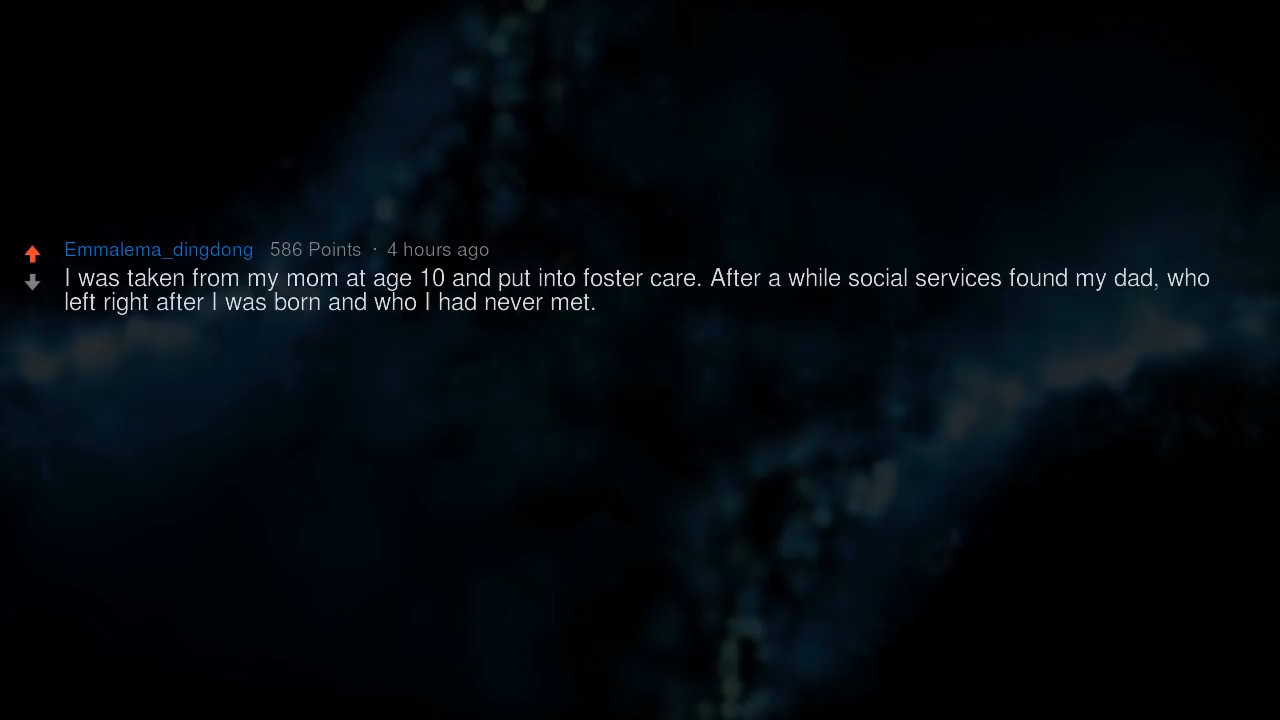 Emmalema_dingdong 586 Points · 4 hours ago
I was taken from my mom at age 10 and put into foster care. After a while social services found my dad, who
left right after I was born and who I had never met.